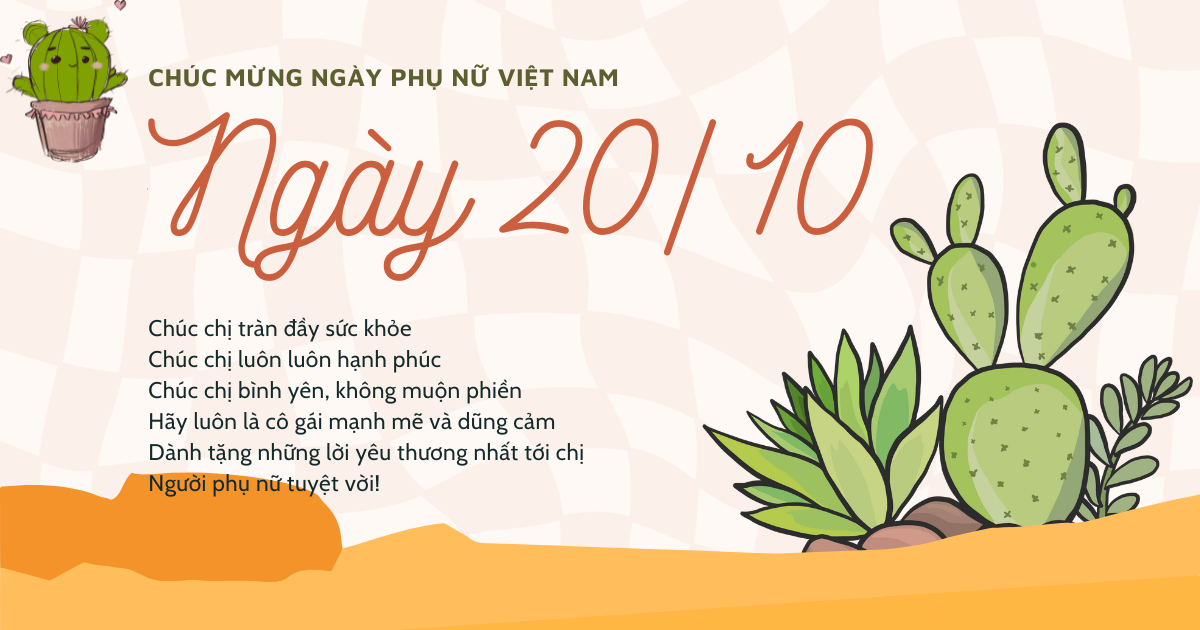 CHÚC MỪNG NGÀY PHỤ NỮ VIỆT NAM
Ngày 20/10
Chúc chị tràn đầy sức khỏe
Chúc chị luôn luôn hạnh phúc
Chúc chị bình yên, không muộn phiền
Hãy luôn là cô gái mạnh mẽ và dũng cảm
Dành tặng những lời yêu thương nhất tới chị
Người phụ nữ tuyệt vời!